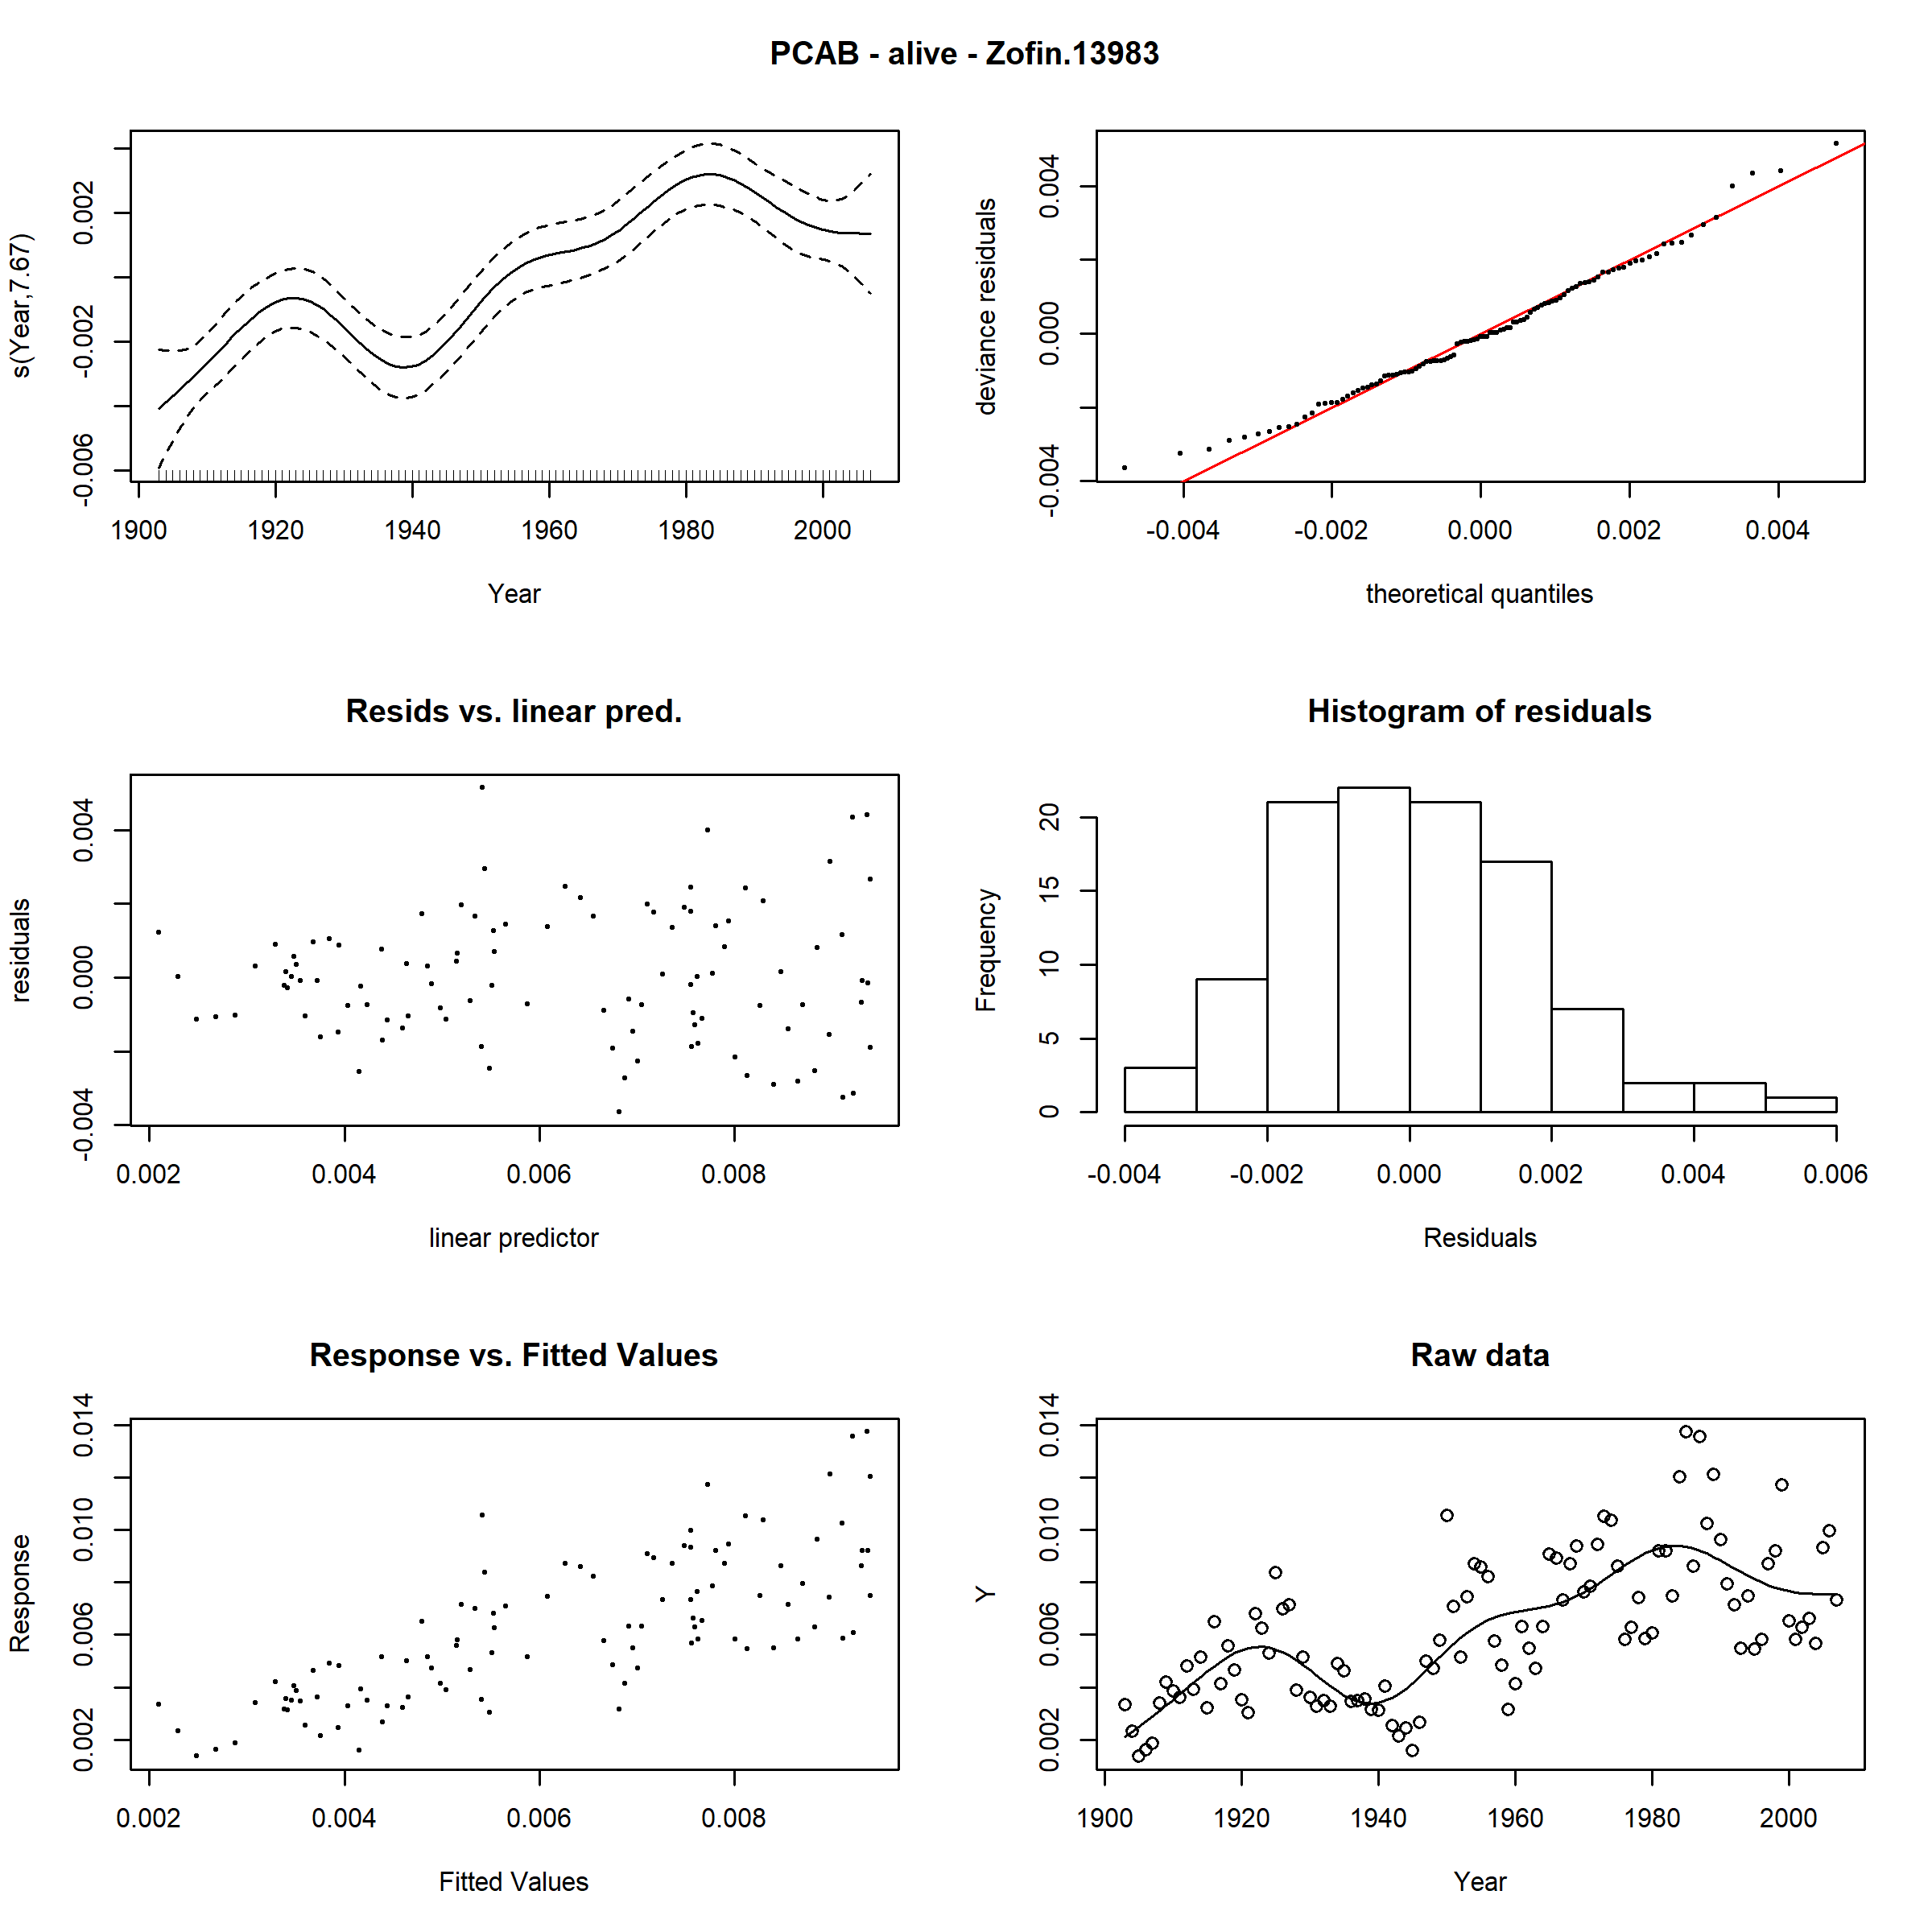 PCAB - alive - Zofin.13983
s(Year,7.67)
-0.006 -0.002 0.002
1900 1920 1940 1960 1980 2000
Year
deviance residuals
-0.004 0.000 0.004
-0.004 -0.002 0.000 0.002 0.004
theoretical quantiles
Resids vs. linear pred.
residuals
-0.004 0.000 0.004
0.002 0.004 0.006 0.008
linear predictor
Histogram of residuals
Frequency
0 5 10 15 20
-0.004 -0.002 0.000 0.002 0.004 0.006
Residuals
Response vs. Fitted Values
Response
0.002 0.006 0.010 0.014
0.002 0.004 0.006 0.008
Fitted Values
Raw data
Y
0.002 0.006 0.010 0.014
1900 1920 1940 1960 1980 2000
Year